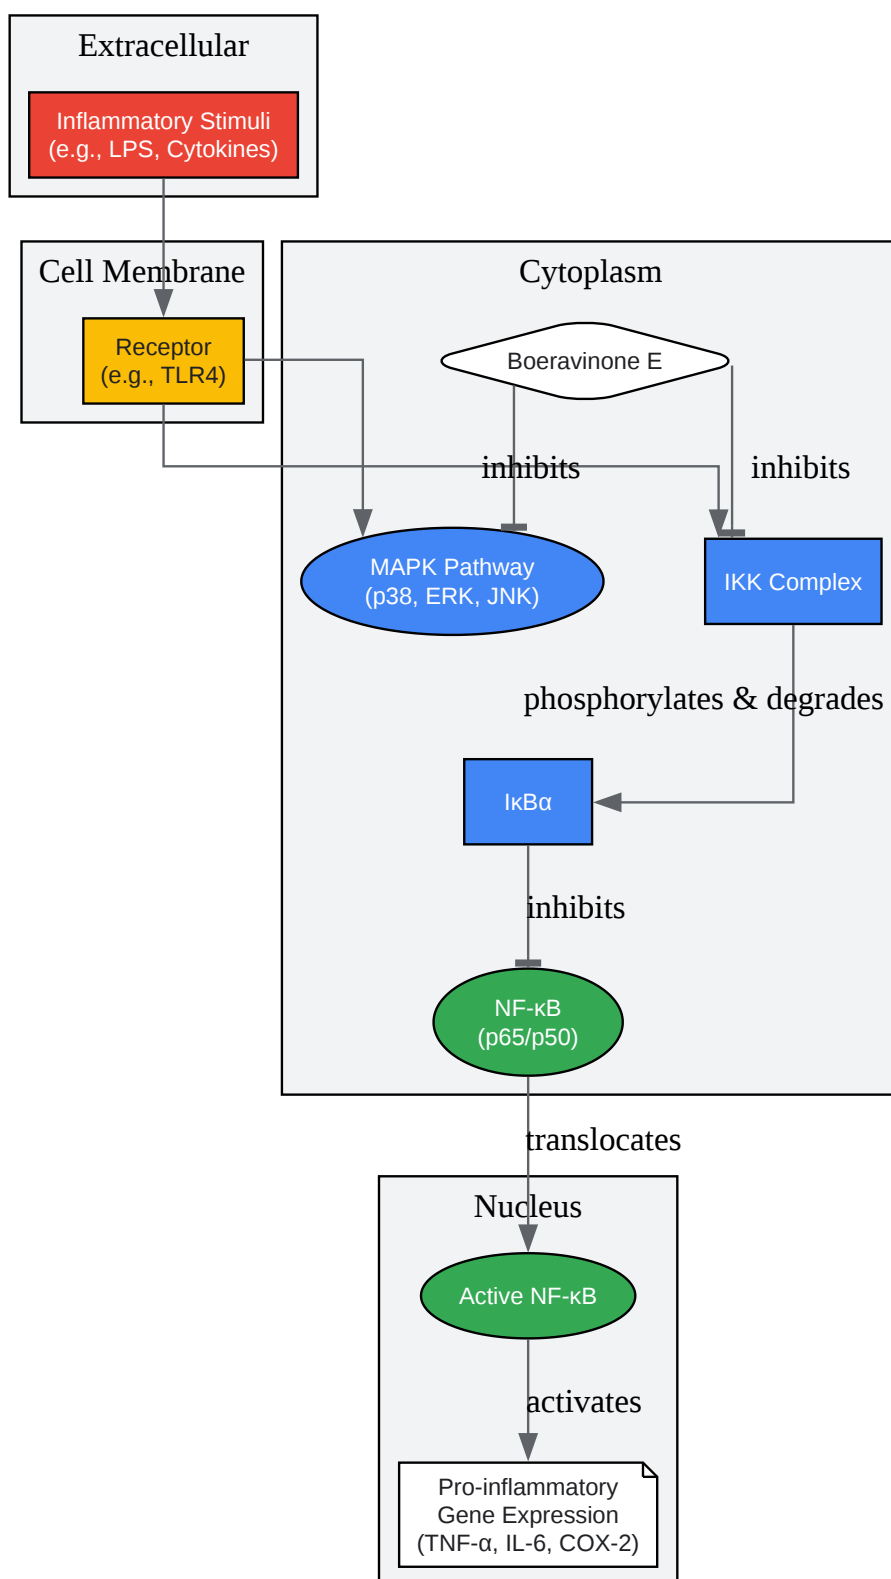 Extracellular
Inflammatory Stimuli
(e.g., LPS, Cytokines)
Cell Membrane
Receptor
(e.g., TLR4)
Cytoplasm
Boeravinone E
inhibits
inhibits
MAPK Pathway
(p38, ERK, JNK)
IKK Complex
phosphorylates & degrades
IκBα
inhibits
NF-κB
(p65/p50)
translocates
Nucleus
Active NF-κB
activates
Pro-inflammatory
Gene Expression
(TNF-α, IL-6, COX-2)